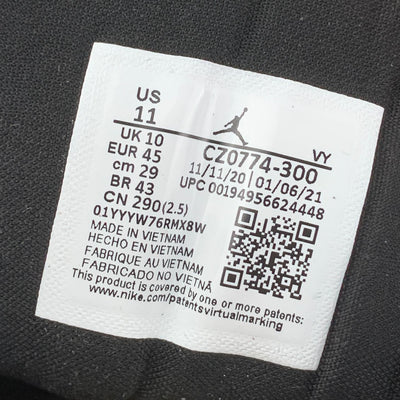 US
11
UK 10
EUR 45
cm 29
BR 43
CN 290(2.5)
VY
CZ0774-300
11/11/20 01/06/21
UPC 00194956624448
01YYYW76RMX8W
MADE IN VIETNAM
HECHO EN VIETNAM
FABRIQUE AU VIETNAM
FABRICADO NO VIETNÃ
This product is covered by one or more patents:
www.nike.com/patentsvirtualmarking